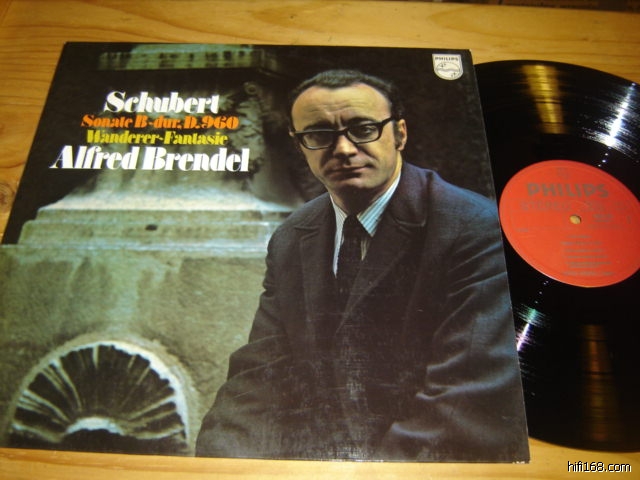 PHILIPS
Schubert
Sonate B-dur, D. 960
Wanderer-Fantasie
Alfred Brendel
PHILIPS
hifi168.com